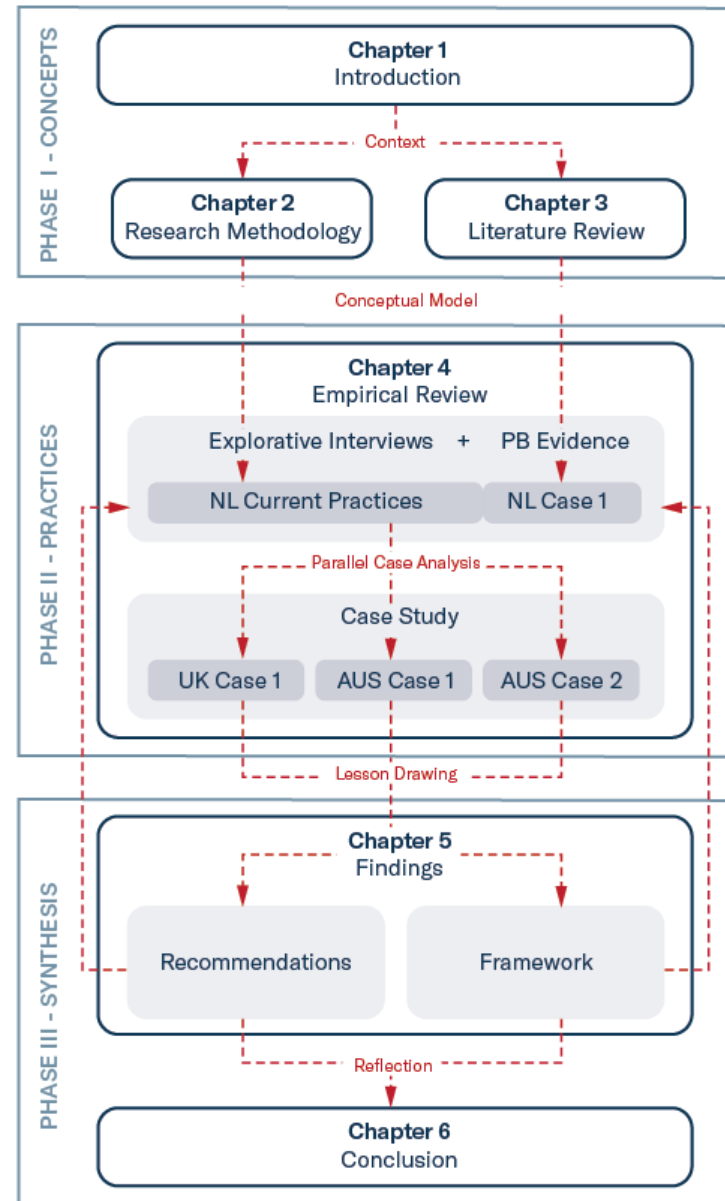 PHASE I - CONCEPTS
Chapter 1
Introduction
Context
Chapter 2
Research Methodology
Chapter 3
Literature Review
Conceptual Model
PHASE II - PRACTICES
Chapter 4
Empirical Review
Explorative Interviews + PB Evidence
NL Current Practices
NL Case 1
Parallel Case Analysis
Case Study
UK Case 1
AUS Case 1
AUS Case 2
Lesson Drawing
PHASE III - SYNTHESIS
Chapter 5
Findings
Recommendations
Framework
Reflection
Chapter 6
Conclusion